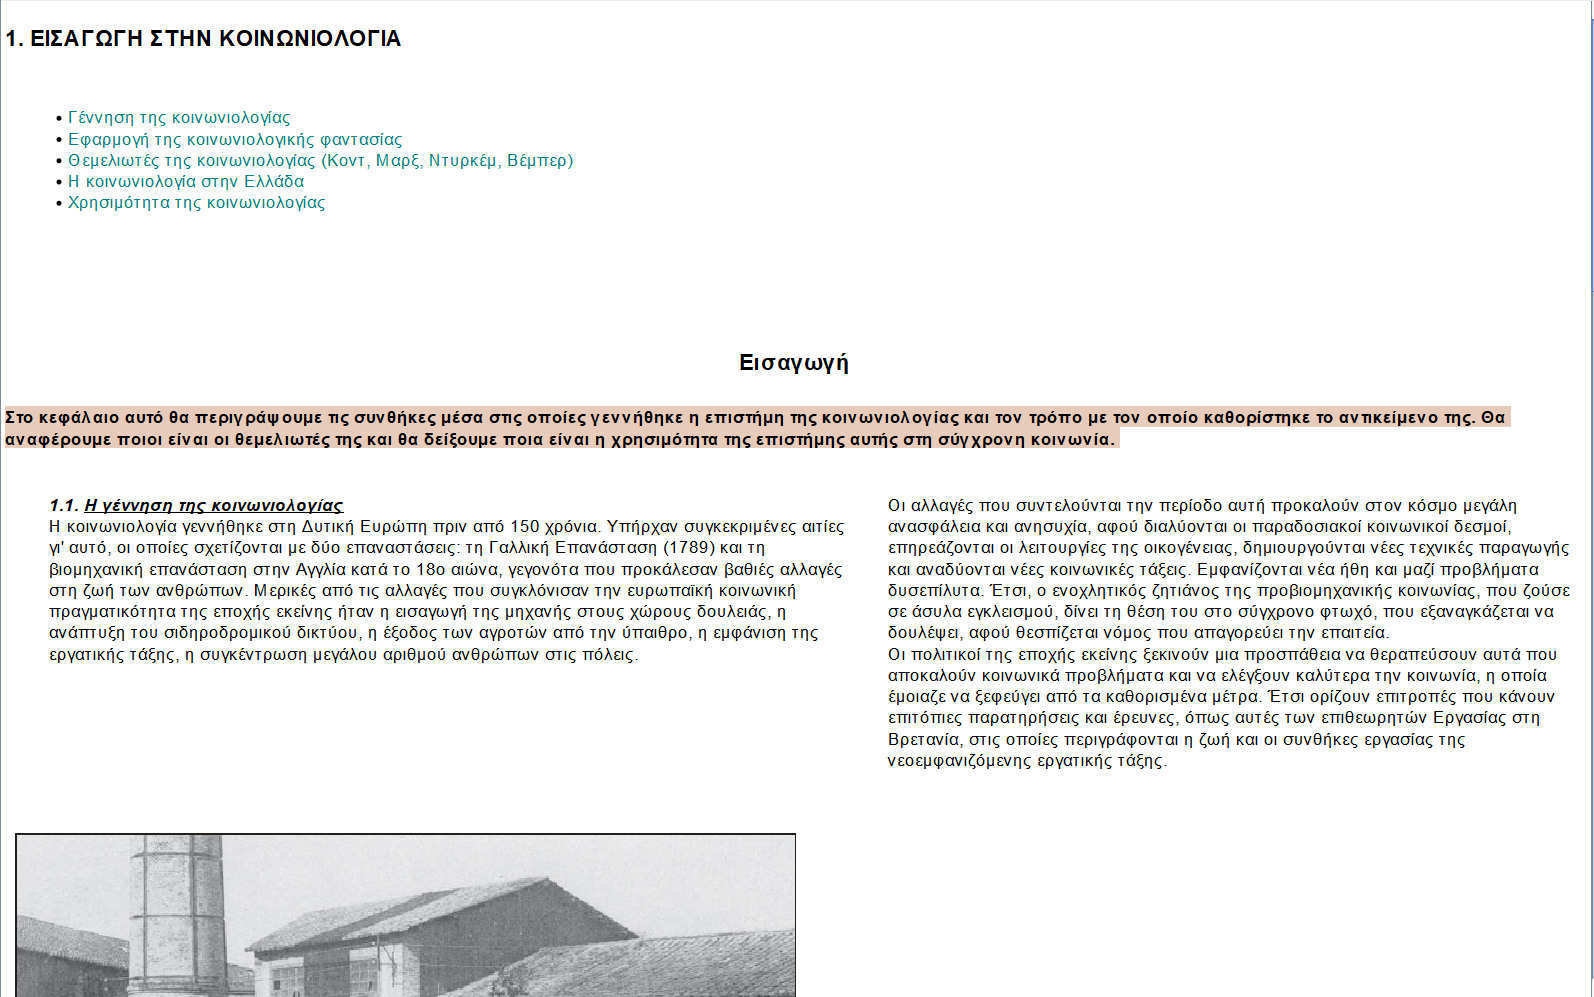 1. ΕΙΣΑΓΩΓΗ ΣΤΗΝ ΚΟΙΝΩΝΙΟΛΟΓΙΑ
• Γέννηση της κοινωνιολογίας
• Εφαρμογή της κοινωνιολογικής φαντασίας
• Θεμελιωτές της κοινωνιολογίας (Κοντ, Μαρξ, Ντυρκέμ, Βέμπερ)
• Η κοινωνιολογία στην Ελλάδα
• Χρησιμότητα της κοινωνιολογίας
Εισαγωγή
Στο κεφάλαιο αυτό θα περιγράψουμε τις συνθήκες μέσα στις οποίες γεννήθηκε η επιστήμη της κοινωνιολογίας και τον τρόπο με τον οποίο καθορίστηκε το αντικείμενο της. Θα
αναφέρουμε ποιοι είναι οι θεμελιωτές της και θα δείξουμε ποια είναι η χρησιμότητα της επιστήμης αυτής στη σύγχρονη κοινωνία.
1.1. Η γέννηση της κοινωνιολογίας
Η κοινωνιολογία γεννήθηκε στη Δυτική Ευρώπη πριν από 150 χρόνια. Υπήρχαν συγκεκριμένες αιτίες
γι' αυτό, οι οποίες σχετίζονται με δύο επαναστάσεις: τη Γαλλική Επανάσταση (1789) και τη
βιομηχανική επανάσταση στην Αγγλία κατά το 18ο αιώνα, γεγονότα που προκάλεσαν βαθιές αλλαγές
στη ζωή των ανθρώπων. Μερικές από τις αλλαγές που συγκλόνισαν την ευρωπαϊκή κοινωνική
πραγματικότητα της εποχής εκείνης ήταν η εισαγωγή της μηχανής στους χώρους δουλειάς, η
ανάπτυξη του σιδηροδρομικού δικτύου, η έξοδος των αγροτών από την ύπαιθρο, η εμφάνιση της
εργατικής τάξης, η συγκέντρωση μεγάλου αριθμού ανθρώπων στις πόλεις.
Οι αλλαγές που συντελούνται την περίοδο αυτή προκαλούν στον κόσμο μεγάλη
ανασφάλεια και ανησυχία, αφού διαλύονται οι παραδοσιακοί κοινωνικοί δεσμοί,
επηρεάζονται οι λειτουργίες της οικογένειας, δημιουργούνται νέες τεχνικές παραγωγής
και αναδύονται νέες κοινωνικές τάξεις. Εμφανίζονται νέα ήθη και μαζί προβλήματα
δυσεπίλυτα. Έτσι, ο ενοχλητικός ζητιάνος της προβιομηχανικής κοινωνίας, που ζούσε
σε άσυλα εγκλεισμού, δίνει τη θέση του στο σύγχρονο φτωχό, που εξαναγκάζεται να
δουλέψει, αφού θεσπίζεται νόμος που απαγορεύει την επαιτεία.
Οι πολιτικοί της εποχής εκείνης ξεκινούν μια προσπάθεια να θεραπεύσουν αυτά που
αποκαλούν κοινωνικά προβλήματα και να ελέγξουν καλύτερα την κοινωνία, η οποία
έμοιαζε να ξεφεύγει από τα καθορισμένα μέτρα. Έτσι ορίζουν επιτροπές που κάνουν
επιτόπιες παρατηρήσεις και έρευνες, όπως αυτές των επιθεωρητών Εργασίας στη
Βρετανία, στις οποίες περιγράφονται η ζωή και οι συνθήκες εργασίας της
νεοεμφανιζόμενης εργατικής τάξης.